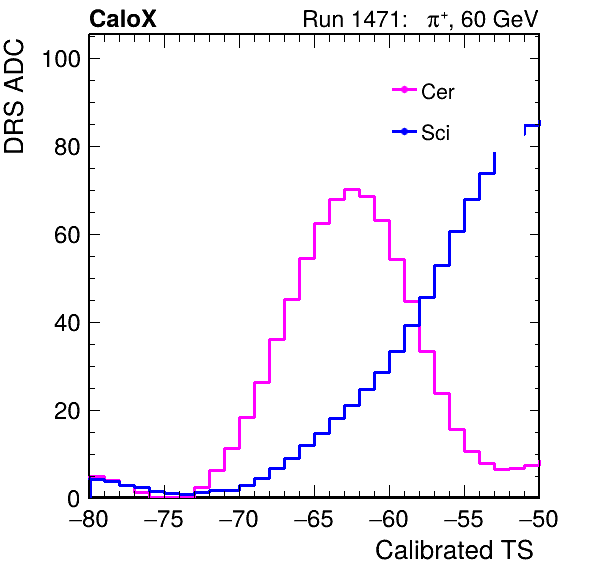 CaloX Run 1471: π⁺, 60 GeV
DRS ADC
100
80
60
40
20
0
Cer
Sci
−80 −75 −70 −65 −60 −55 −50
Calibrated TS